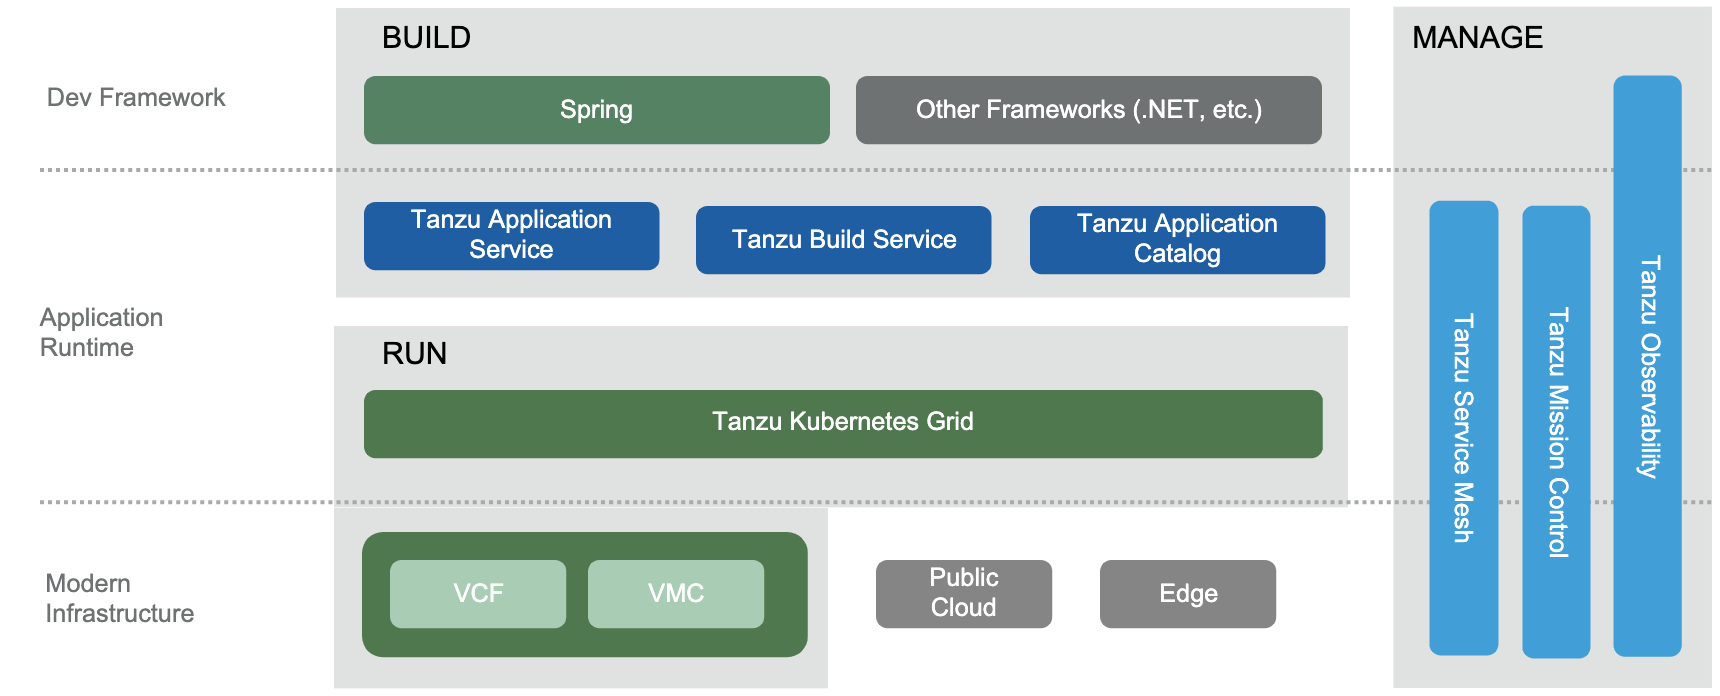 BUILD
MANAGE
Dev Framework
Spring
Other Frameworks (.NET, etc.)
Tanzu Application
Service
Tanzu Build Service
Tanzu Application
Catalog
Application
Runtime
RUN
Tanzu Kubernetes Grid
Modern
Infrastructure
VCF
VMC
Public
Cloud
Edge
Tanzu Service Mesh
Tanzu Mission Control
Tanzu Observability